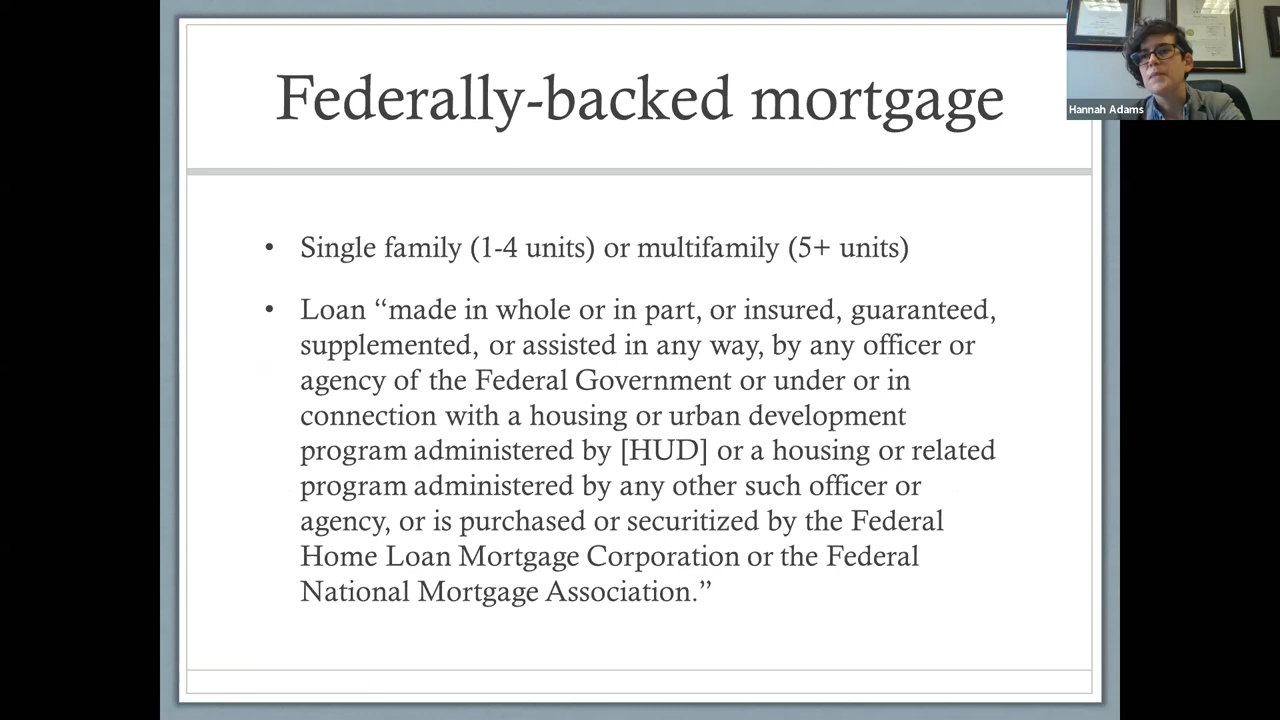 Federally-backed mortgage
Hannah Adams
• Single family (1-4 units) or multifamily (5+ units)
• Loan “made in whole or in part, or insured, guaranteed,
supplemented, or assisted in any way, by any officer or
agency of the Federal Government or under or in
connection with a housing or urban development
program administered by [HUD] or a housing or related
program administered by any other such officer or
agency, or is purchased or securitized by the Federal
Home Loan Mortgage Corporation or the Federal
National Mortgage Association.”